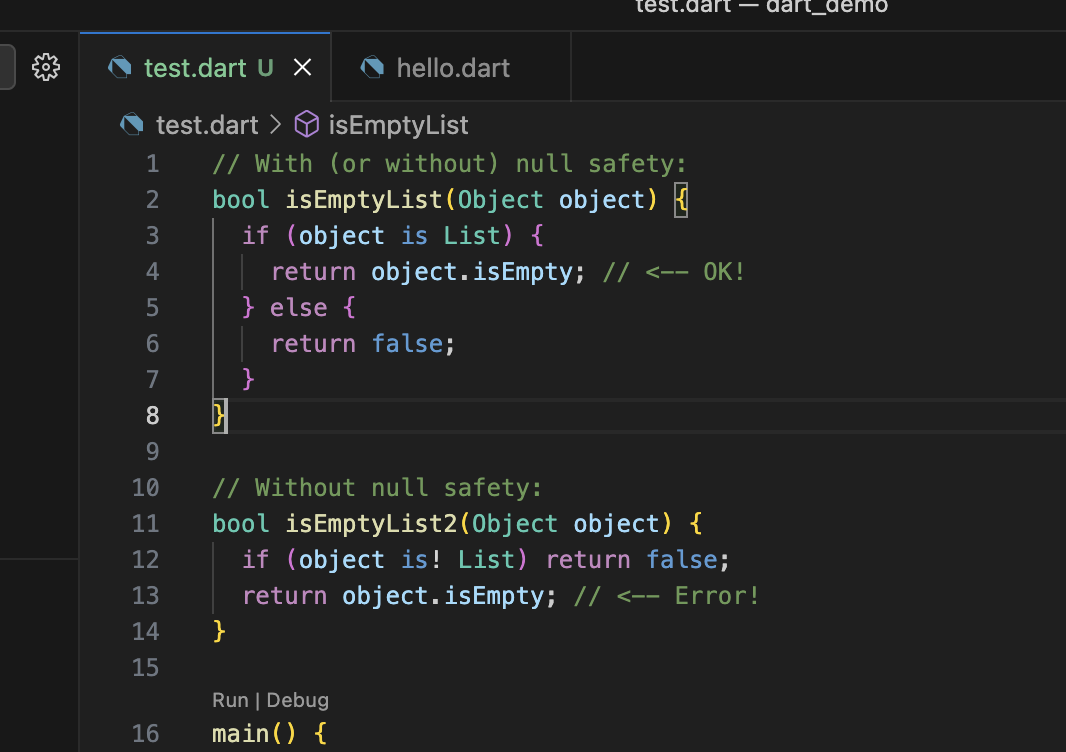 test.dart — dart_demo
test.dart U hello.dart
test.dart > isEmptyList
1 // With (or without) null safety:
2 bool isEmptyList(Object object) {
3 if (object is List) {
4 return object.isEmpty; // <-- OK!
5 } else {
6 return false;
7 }
8 }
9
10 // Without null safety:
11 bool isEmptyList2(Object object) {
12 if (object is! List) return false;
13 return object.isEmpty; // <-- Error!
14 }
15
Run | Debug
16 main() {